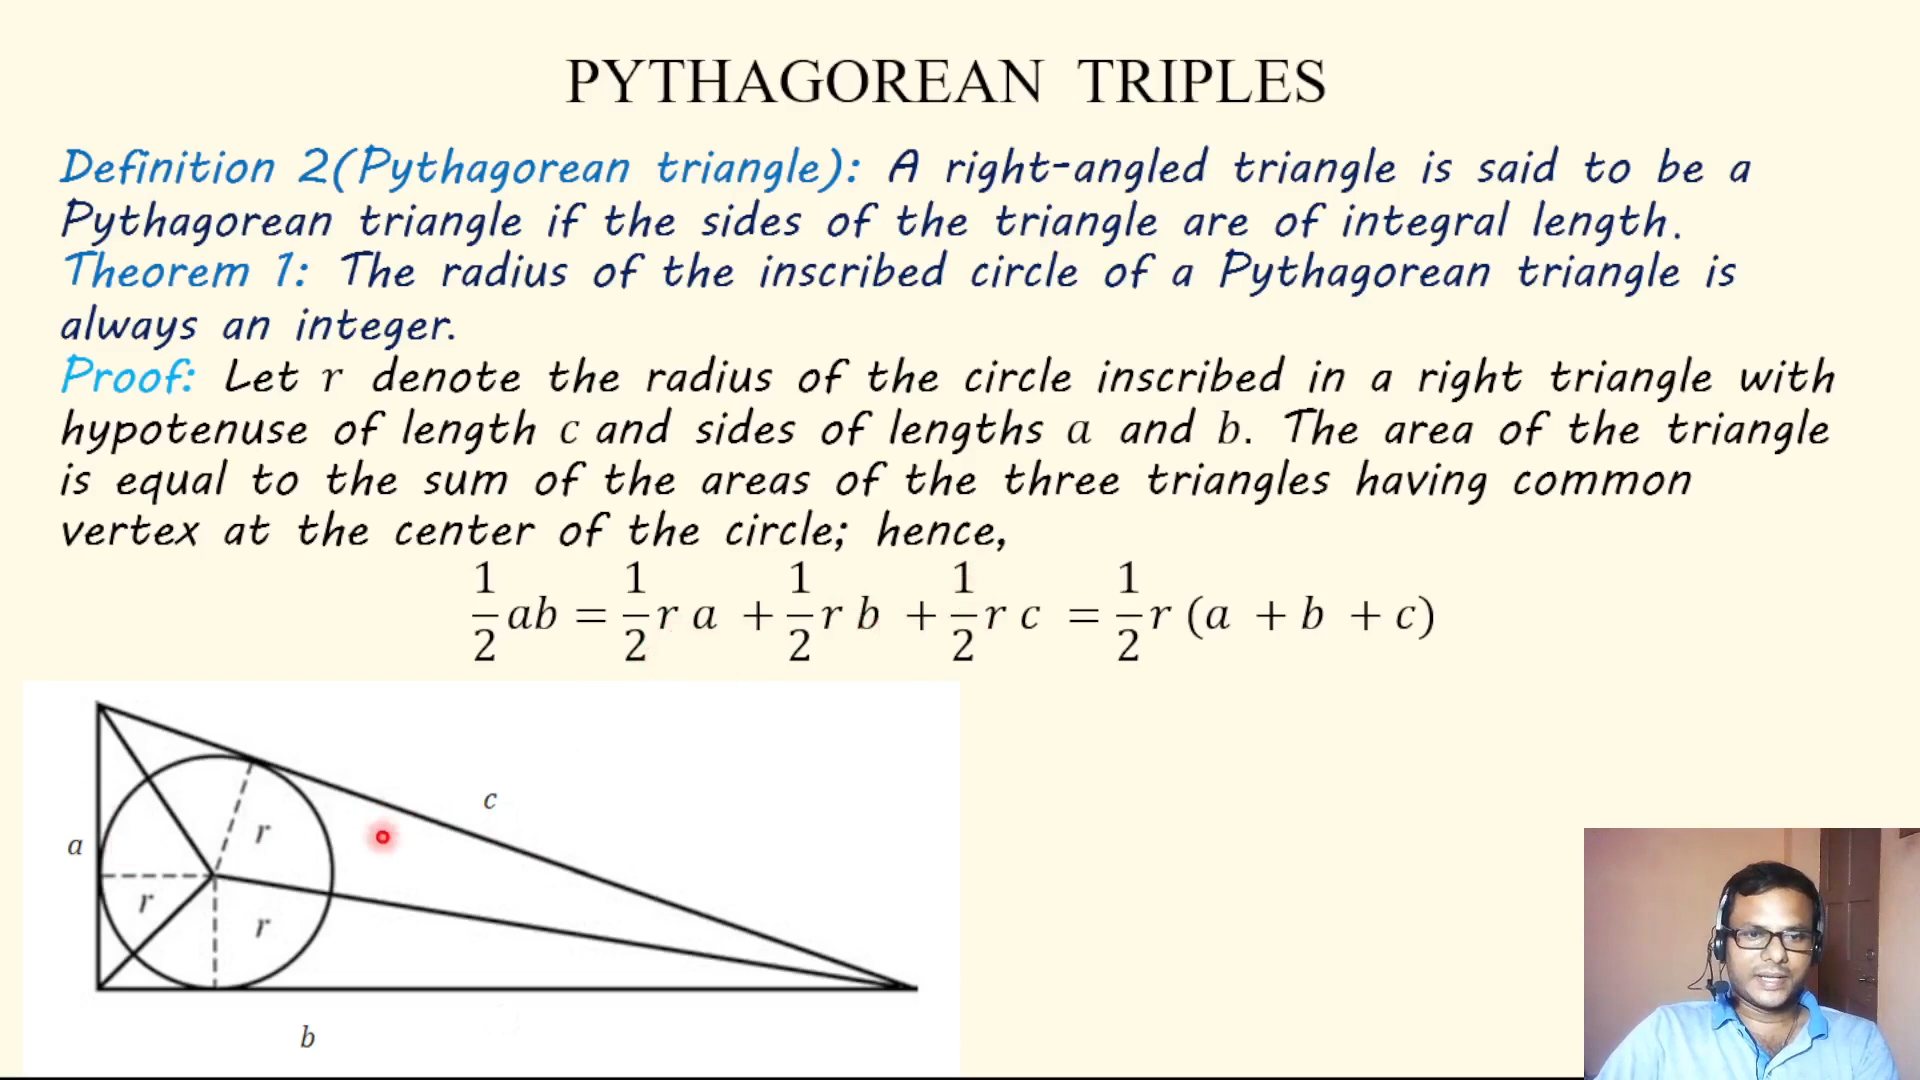 PYTHAGOREAN TRIPLES
Definition 2(Pythagorean triangle): A right-angled triangle is said to be a
Pythagorean triangle if the sides of the triangle are of integral length.
Theorem 1: The radius of the inscribed circle of a Pythagorean triangle is
always an integer.
Proof: Let r denote the radius of the circle inscribed in a right triangle with
hypotenuse of length c and sides of lengths a and b. The area of the triangle
is equal to the sum of the areas of the three triangles having common
vertex at the center of the circle; hence,
1/2 ab = 1/2 r a + 1/2 r b + 1/2 r c = 1/2 r (a + b + c)
c
a
r
r
r
b